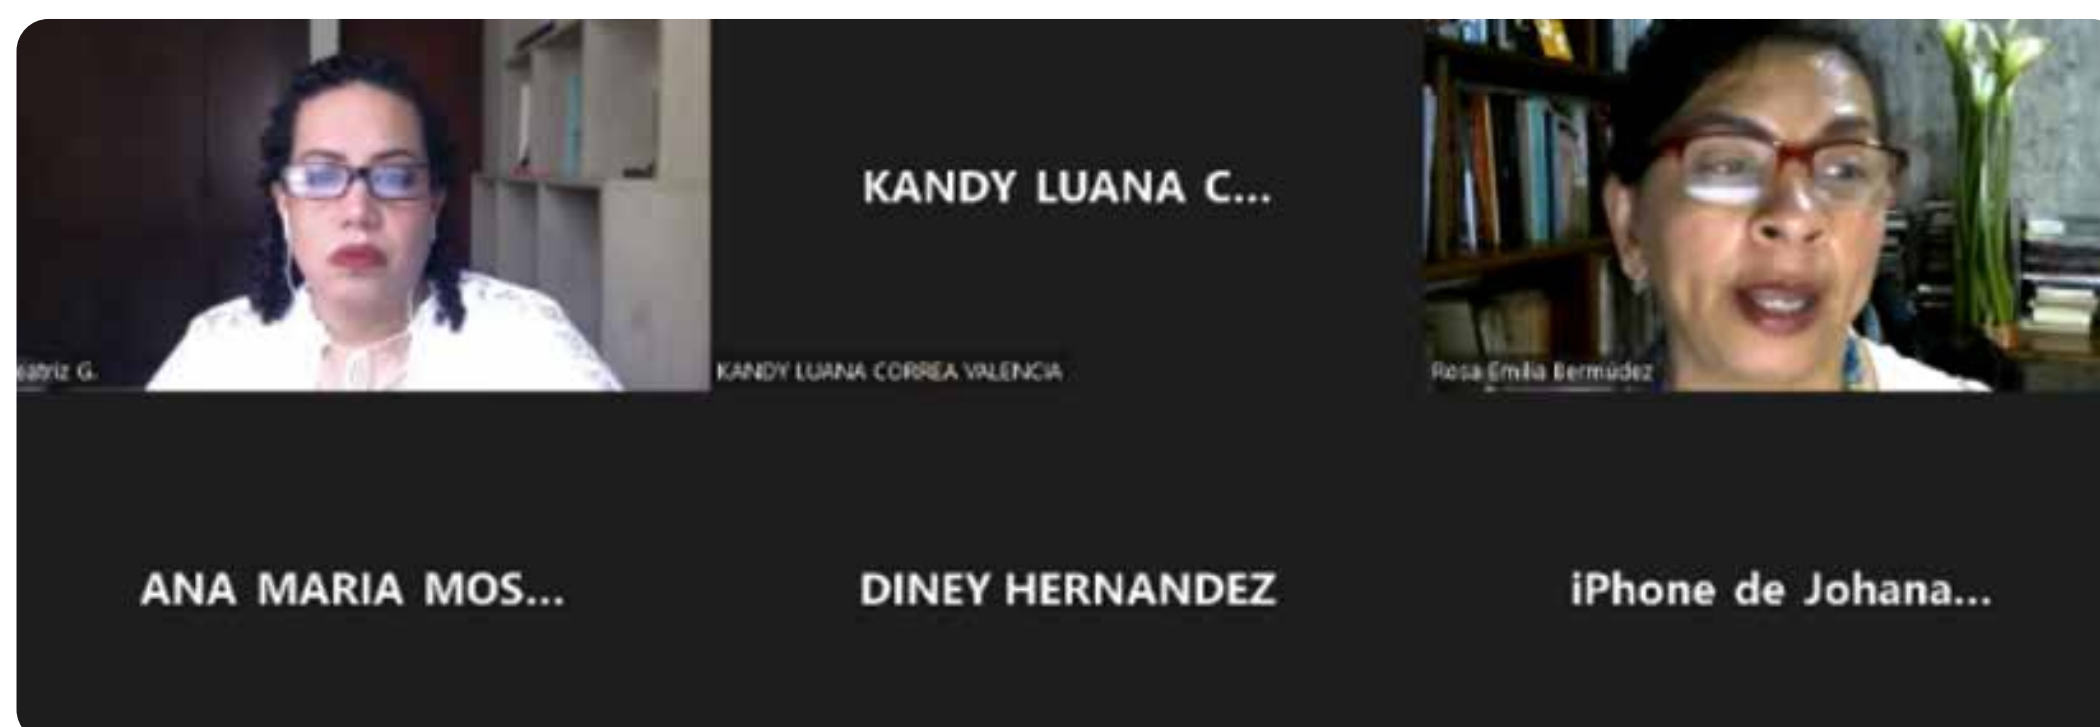 KANDY LUANA C...
eatriz G.
KANDY LUANA CORREA VALENCIA
Rosa Emilia Bermúdez
ANA MARIA MOS...
DINEY HERNANDEZ
iPhone de Johana...